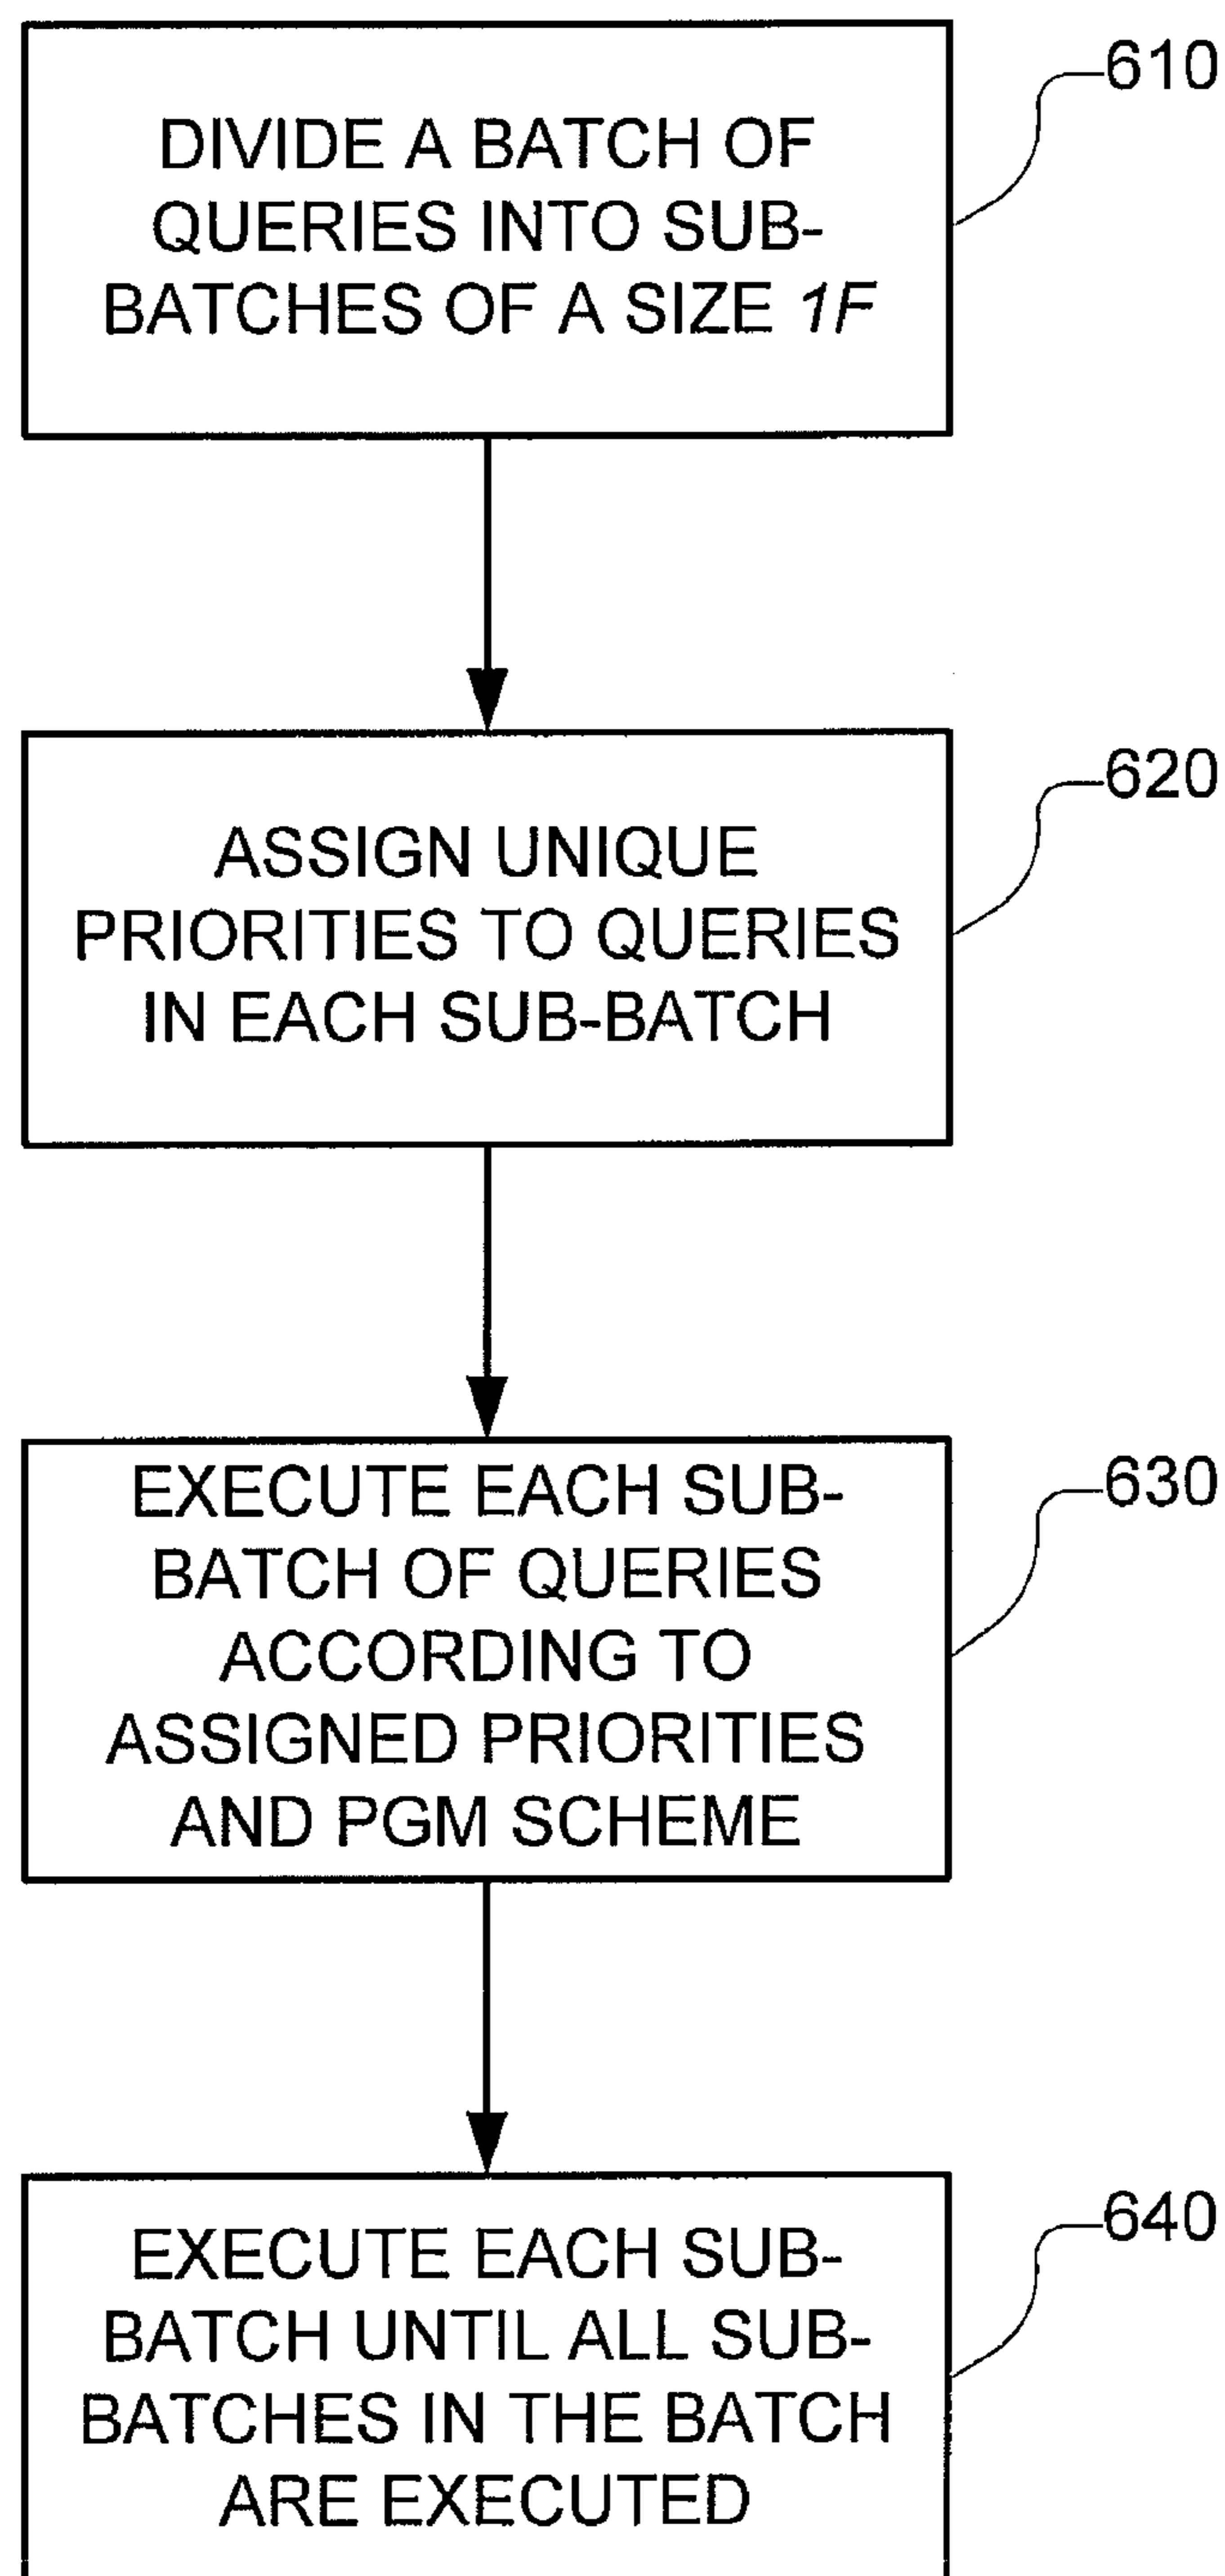 610
DIVIDE A BATCH OF
QUERIES INTO SUB-
BATCHES OF A SIZE 1F
620
ASSIGN UNIQUE
PRIORITIES TO QUERIES
IN EACH SUB-BATCH
630
EXECUTE EACH SUB-
BATCH OF QUERIES
ACCORDING TO
ASSIGNED PRIORITIES
AND PGM SCHEME
640
EXECUTE EACH SUB-
BATCH UNTIL ALL SUB-
BATCHES IN THE BATCH
ARE EXECUTED